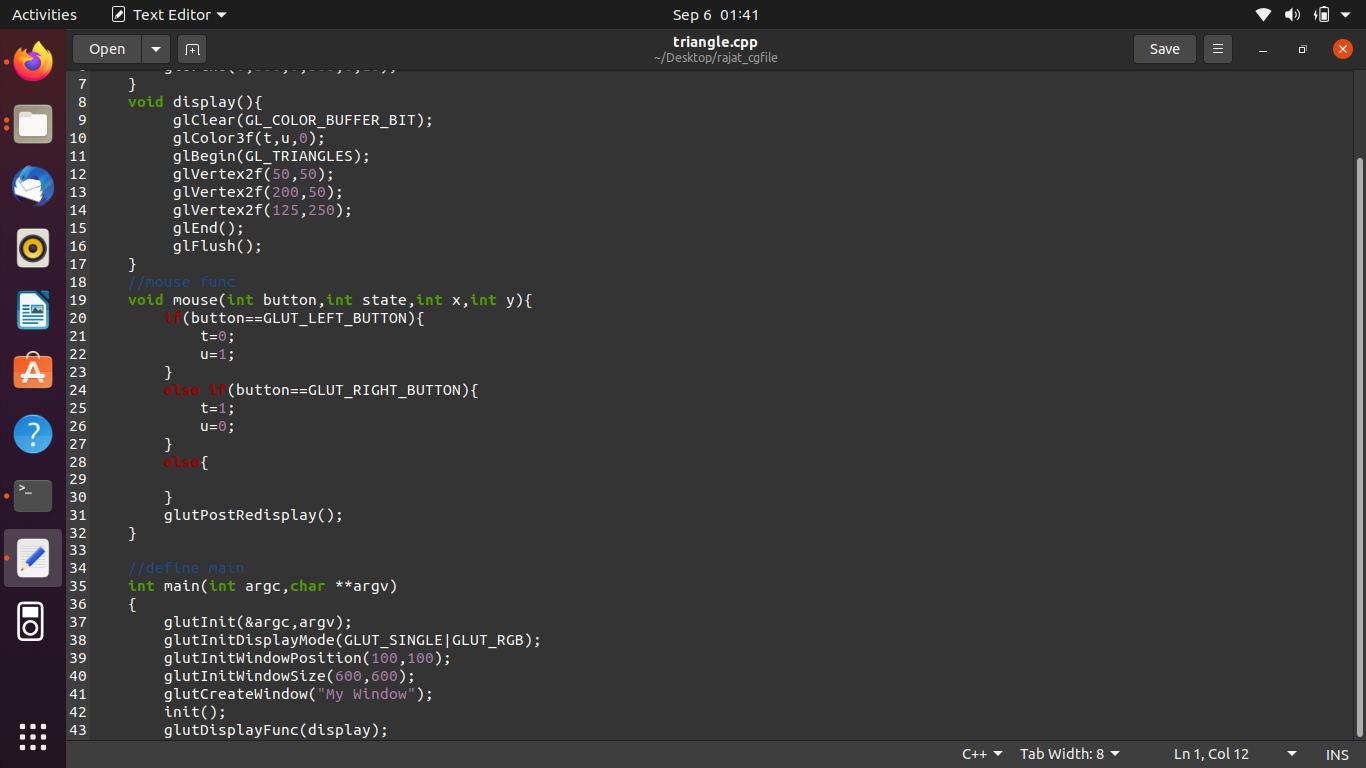 Activities Text Editor Sep 6 01:41
Open triangle.cpp Save
~/Desktop/rajat_cgfile
7 }
8 void display(){
9 glClear(GL_COLOR_BUFFER_BIT);
10 glColor3f(t,u,0);
11 glBegin(GL_TRIANGLES);
12 glVertex2f(50,50);
13 glVertex2f(200,50);
14 glVertex2f(125,250);
15 glEnd();
16 glFlush();
17 }
18 //mouse func
19 void mouse(int button,int state,int x,int y){
20 if(button==GLUT_LEFT_BUTTON){
21 t=0;
22 u=1;
23 }
24 else if(button==GLUT_RIGHT_BUTTON){
25 t=1;
26 u=0;
27 }
28 else{
29
30 }
31 glutPostRedisplay();
32 }
33
34 //define main
35 int main(int argc,char **argv)
36 {
37 glutInit(&argc,argv);
38 glutInitDisplayMode(GLUT_SINGLE|GLUT_RGB);
39 glutInitWindowPosition(100,100);
40 glutInitWindowSize(600,600);
41 glutCreateWindow("My Window");
42 init();
43 glutDisplayFunc(display);
C++ Tab Width: 8 Ln 1, Col 12 INS